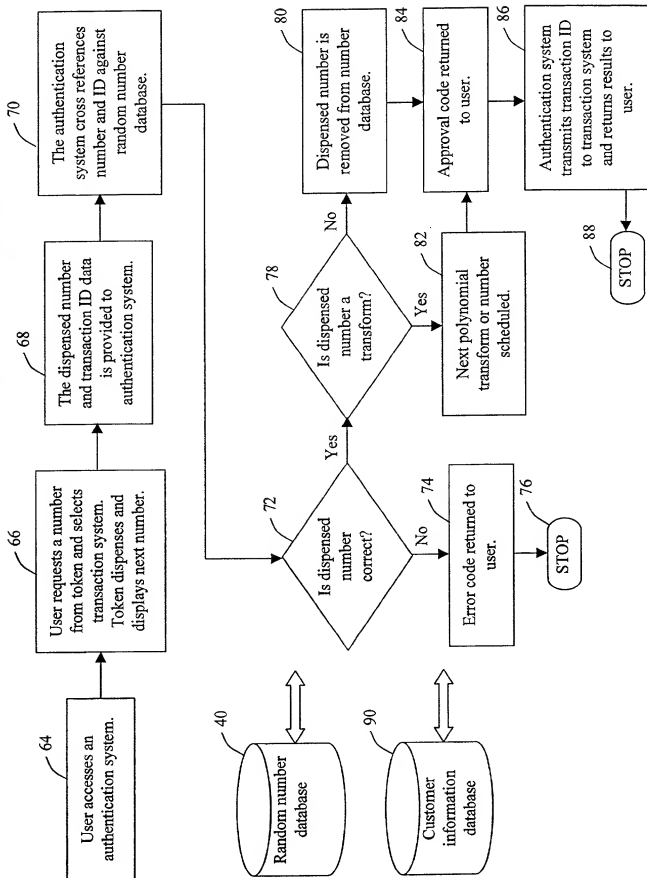 64
User accesses an
authentication system.
66
User requests a number
from token and selects
transaction system.
Token dispenses and
displays next number.
68
The dispensed number
and transaction ID data
is provided to
authentication system.
70
The authentication
system cross references
number and ID against
random number
database.
40
Random number
database
90
Customer
information
database
72
Is dispensed
number
correct?
Yes
No
74
Error code returned to
user.
76
STOP
78
Is dispensed
number a
transform?
No
Yes
80
Dispensed number is
removed from number
database.
82
Next polynomial
transform or number
scheduled.
84
Approval code returned
to user.
86
Authentication system
transmits transaction ID
to transaction system
and returns results to
user.
88
STOP